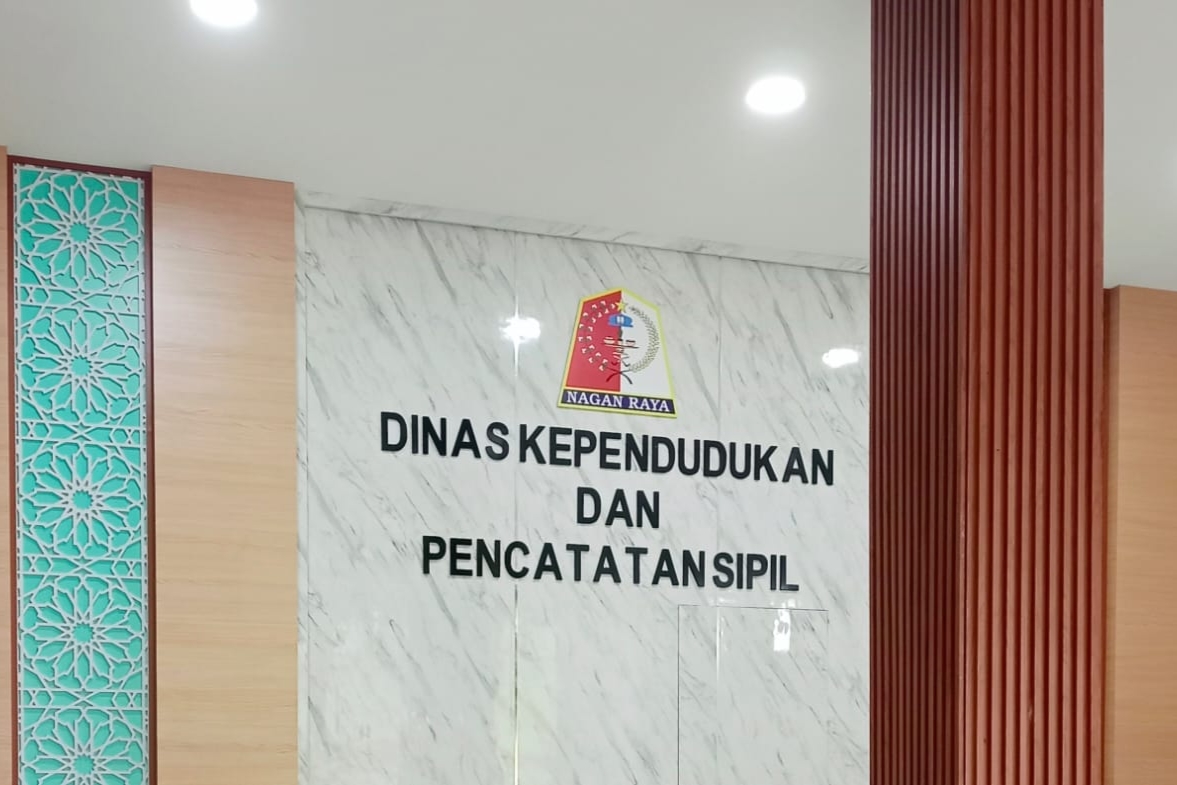 NAGAN RAYA
DINAS KEPENDUDUKAN
DAN
PENCATATAN SIPIL